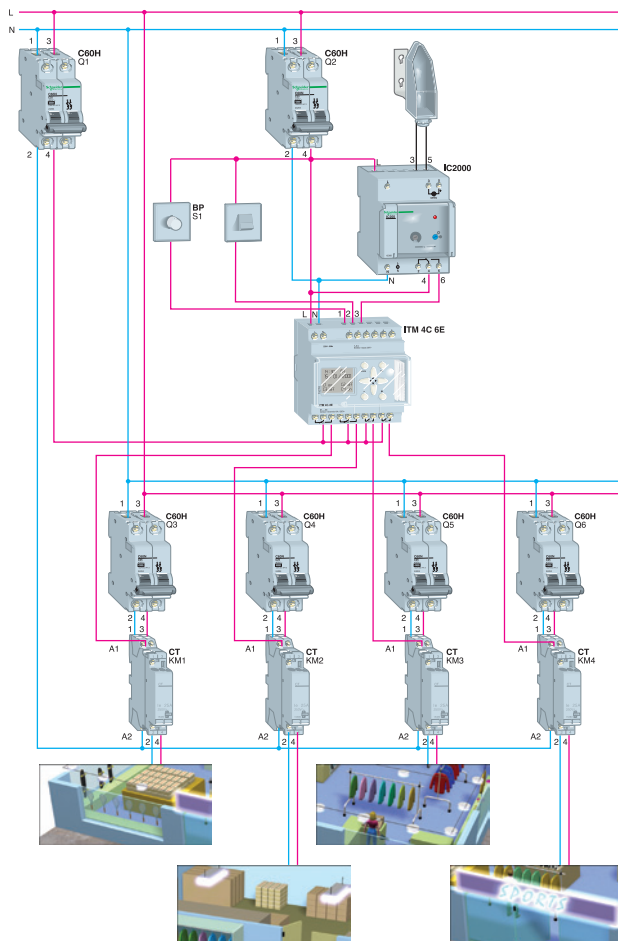 L
N
1 3
C60H
Q1
2 4
1 3
C60H
Q2
2 4
L
3 5
IC2000
N 4 6
BP
S1
L N 1 2 3
ITM 4C 6E
1 3
C60H
Q3
2 4
1 3
C60H
Q4
2 4
1 3
C60H
Q5
2 4
1 3
C60H
Q6
2 4
A1
1 3
CT
KM1
A2
2 4
A1
1 3
CT
KM2
A2
2 4
A1
1 3
CT
KM3
A2
2 4
A1
1 3
CT
KM4
A2
2 4
SPORTS